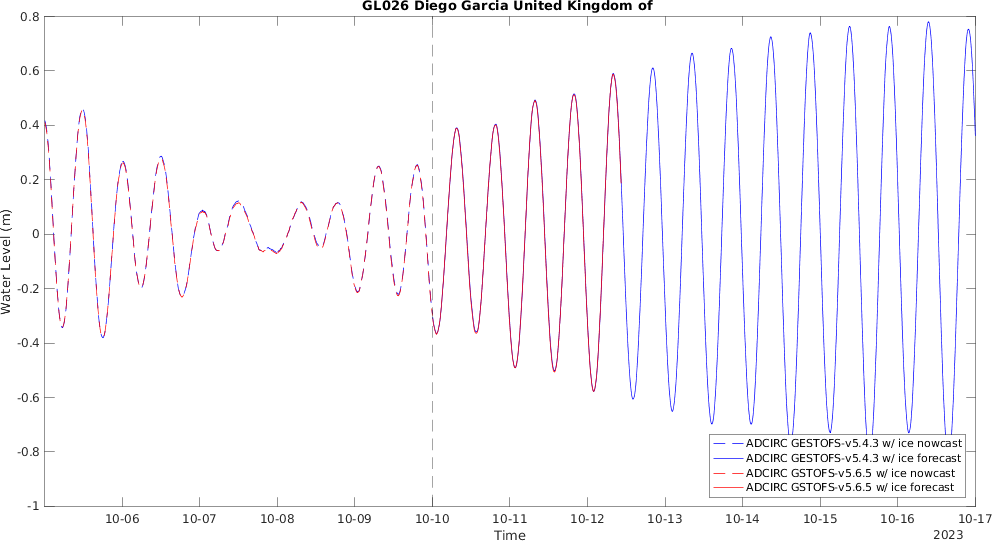 GL026 Diego Garcia United Kingdom of
0.8
0.6
0.4
0.2
0
-0.2
-0.4
-0.6
-0.8
-1
Water Level (m)
ADCIRC GESTOFS-v5.4.3 w/ ice nowcast
ADCIRC GESTOFS-v5.4.3 w/ ice forecast
ADCIRC GSTOFS-v5.6.5 w/ ice nowcast
ADCIRC GSTOFS-v5.6.5 w/ ice forecast
10-06 10-07 10-08 10-09 10-10 10-11 10-12 10-13 10-14 10-15 10-16 10-17
Time
2023